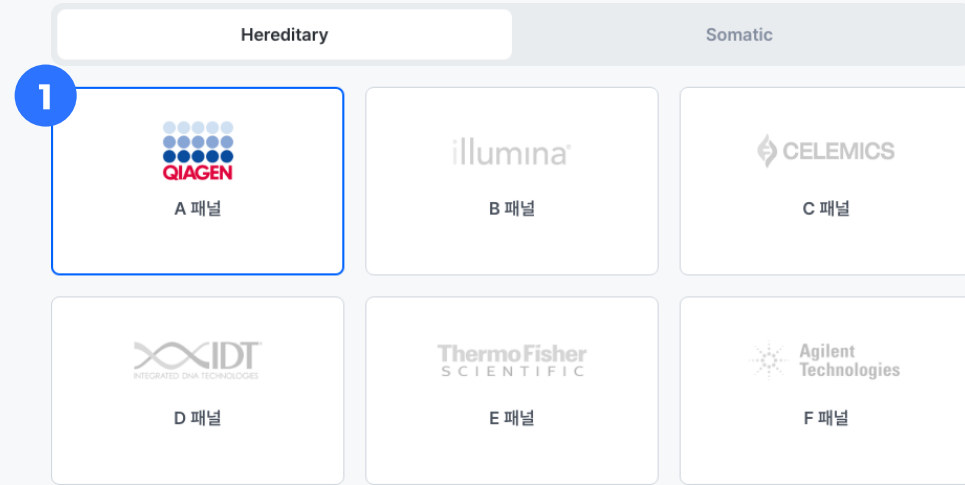 Hereditary
Somatic
1
QIAGEN
A 패널
illumina®
B 패널
CELEMICS
C 패널
IDT
INTEGRATED DNA TECHNOLOGIES
D 패널
ThermoFisher
SCIENTIFIC
E 패널
Agilent
Technologies
F 패널